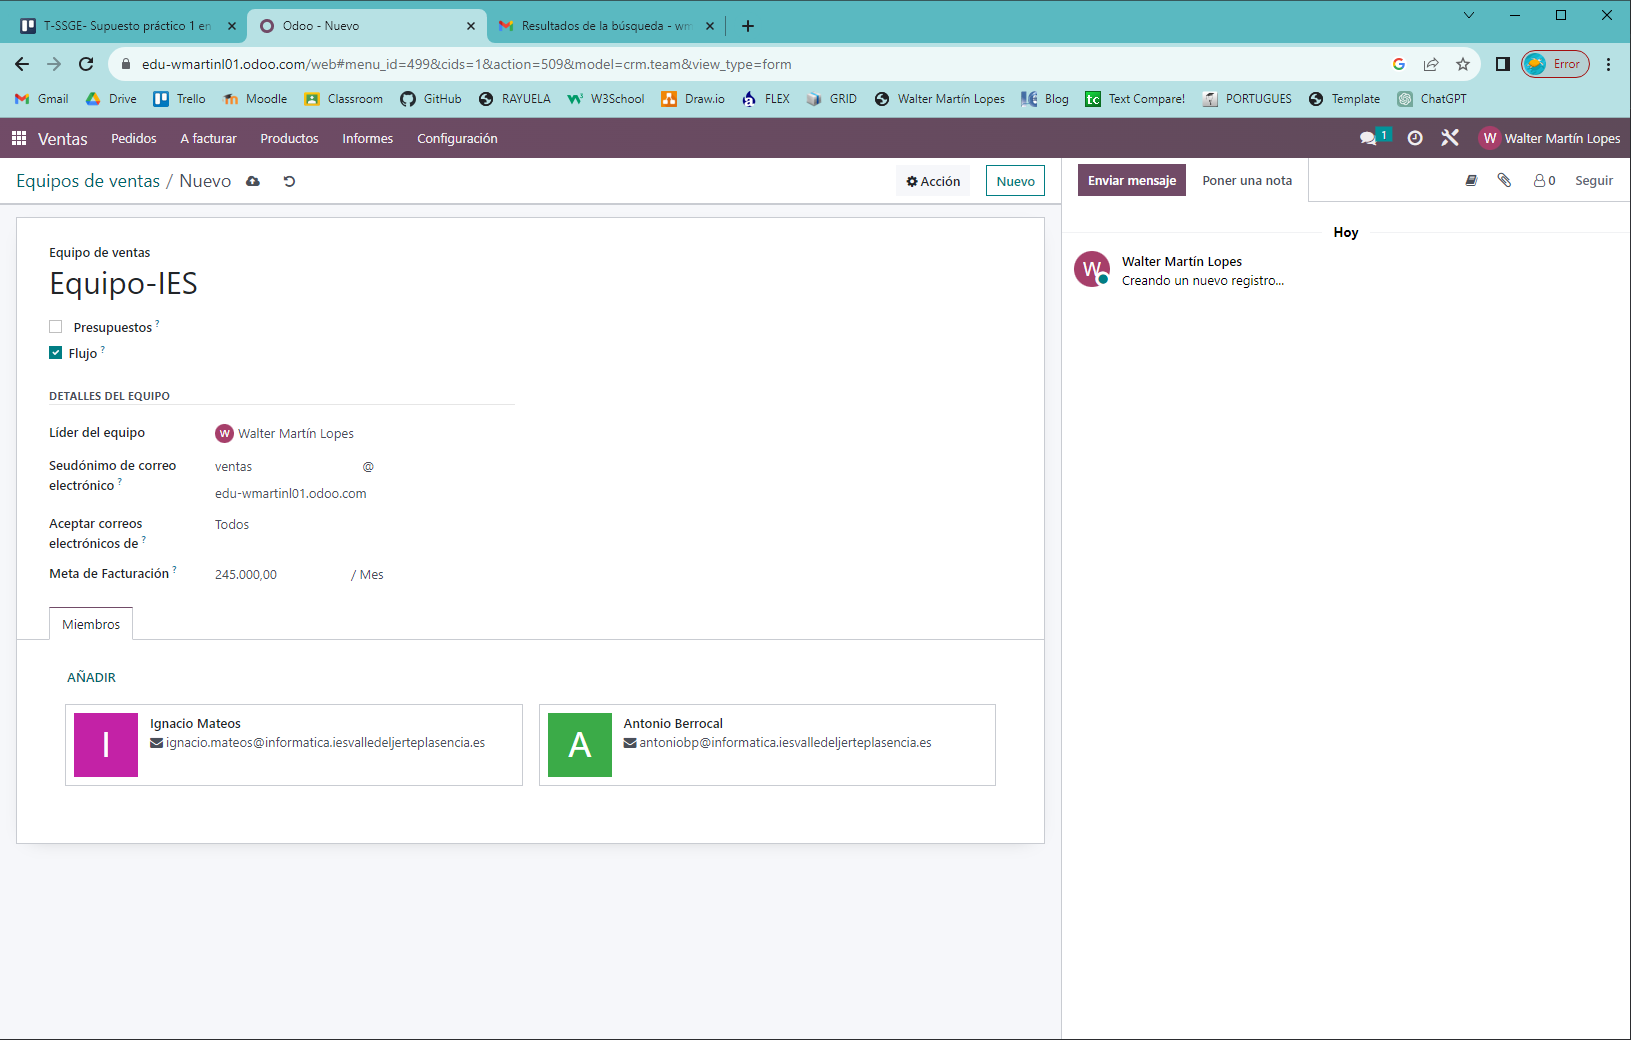 T-SSGE- Supuesto práctico 1 en
Odoo - Nuevo
Resultados de la búsqueda - wm
edu-wmartinl01.odoo.com/web#menu_id=499&cids=1&action=509&model=crm.team&view_type=form
Error
Gmail Drive Trello Moodle Classroom GitHub RAYUELA W3School Draw.io FLEX GRID Walter Martín Lopes Blog Text Compare! PORTUGUES Template ChatGPT
Ventas Pedidos A facturar Productos Informes Configuración 1 W Walter Martín Lopes
Equipos de ventas / Nuevo Acción Nuevo Enviar mensaje Poner una nota 0 Seguir
Hoy
W Walter Martín Lopes
Creando un nuevo registro...
Equipo de ventas
Equipo-IES
Presupuestos ?
Flujo ?
DETALLES DEL EQUIPO
Líder del equipo W Walter Martín Lopes
Seudónimo de correo electrónico ? ventas @
edu-wmartinl01.odoo.com
Aceptar correos electrónicos de ? Todos
Meta de Facturación ? 245.000,00 / Mes
Miembros
AÑADIR
I Ignacio Mateos
ignacio.mateos@informatica.iesvalledeljerteplasencia.es
A Antonio Berrocal
antoniobp@informatica.iesvalledeljerteplasencia.es